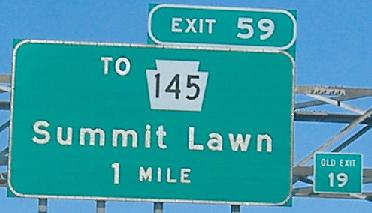 EXIT 59
TO 145
Summit Lawn
1 MILE
OLD EXIT
19